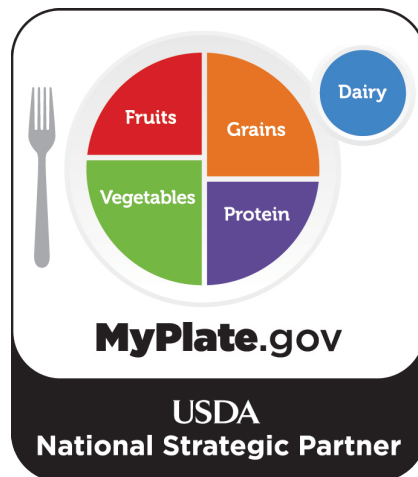 Dairy
Fruits
Grains
Vegetables
Protein
MyPlate.gov
USDA
National Strategic Partner